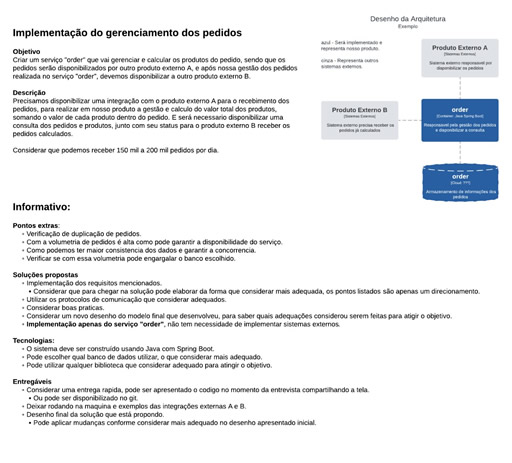 Implementação do gerenciamento dos pedidos
Objetivo
Criar um serviço "order" que vai gerenciar e calcular os produtos do pedido, sendo que os
pedidos serão disponibilizados por outro produto externo A, e após nossa gestão dos pedidos
realizada no serviço "order", devemos disponibilizar a outro produto externo B.
Descrição
Precisamos disponibilizar uma integração com o produto externo A para o recebimento dos
pedidos, para realizar em nosso produto a gestão e calculo do valor total dos produtos,
somando o valor de cada produto dentro do pedido. E será necessario disponibilizar uma
consulta dos pedidos e produtos, junto com seu status para o produto externo B receber os
pedidos calculados.
Considerar que podemos receber 150 mil a 200 mil pedidos por dia.
Desenho da Arquitetura
Exemplo
azul - Será implementado e
representa nosso produto.
cinza - Representa outros
sistemas externos.
Produto Externo A
[Sistemas Externos]
Sistema externo responsavel por
disponibilizar os pedidos
Produto Externo B
[Sistemas Externos]
Sistema externo precisa receber os
pedidos já calculados
order
[Container: Java Spring Boot]
Responsavel pela gestão dos pedidos
e disponibilizar a consulta
order
[Cloud: ???]
Armazenamento de informações dos
pedidos
Informativo:
Pontos extras:
• Verificação de duplicação de pedidos.
• Com a volumetria de pedidos é alta como pode garantir a disponibilidade do serviço.
• Como podemos ter maior consistencia dos dados e garantir a concorrencia.
• Verificar se com essa volumetria pode engargalar o banco escolhido.
Soluções propostas
• Implementação dos requisitos mencionados.
• Considerar que para chegar na solução pode elaborar da forma que considerar mais adequada, os pontos listados são apenas um direcionamento.
• Utilizar os protocolos de comunicação que considerar adequados.
• Considerar boas praticas.
• Considerar um novo desenho do modelo final que desenvolveu, para saber quais adequações considerou serem feitas para atingir o objetivo.
• Implementação apenas do serviço "order", não tem necessidade de implementar sistemas externos.
Tecnologias:
• O sistema deve ser construído usando Java com Spring Boot.
• Pode escolher qual banco de dados utilizar, o que considerar mais adequado.
• Pode utilizar qualquer biblioteca que considerar adequado para atingir o objetivo.
Entregáveis
• Considerar uma entrega rapida, pode ser apresentado o codigo no momento da entrevista compartilhando a tela.
• Ou pode ser disponibilizado no git.
• Deixar rodando na maquina e exemplos das integrações externas A e B.
• Desenho final da solução que está propondo.
• Pode aplicar mudanças conforme considerar mais adequado no desenho apresentado inicial.